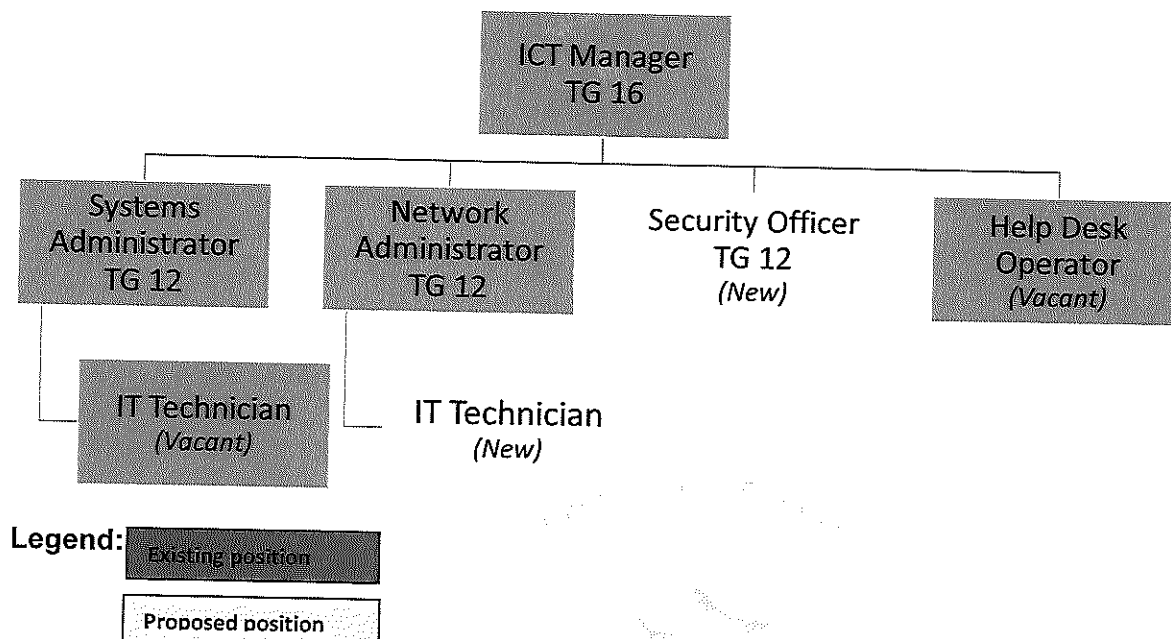 ICT Manager
TG 16
Systems
Administrator
TG 12
Network
Administrator
TG 12
Security Officer
TG 12
(New)
Help Desk
Operator
(Vacant)
IT Technician
(Vacant)
IT Technician
(New)
Legend:
Existing position
Proposed position